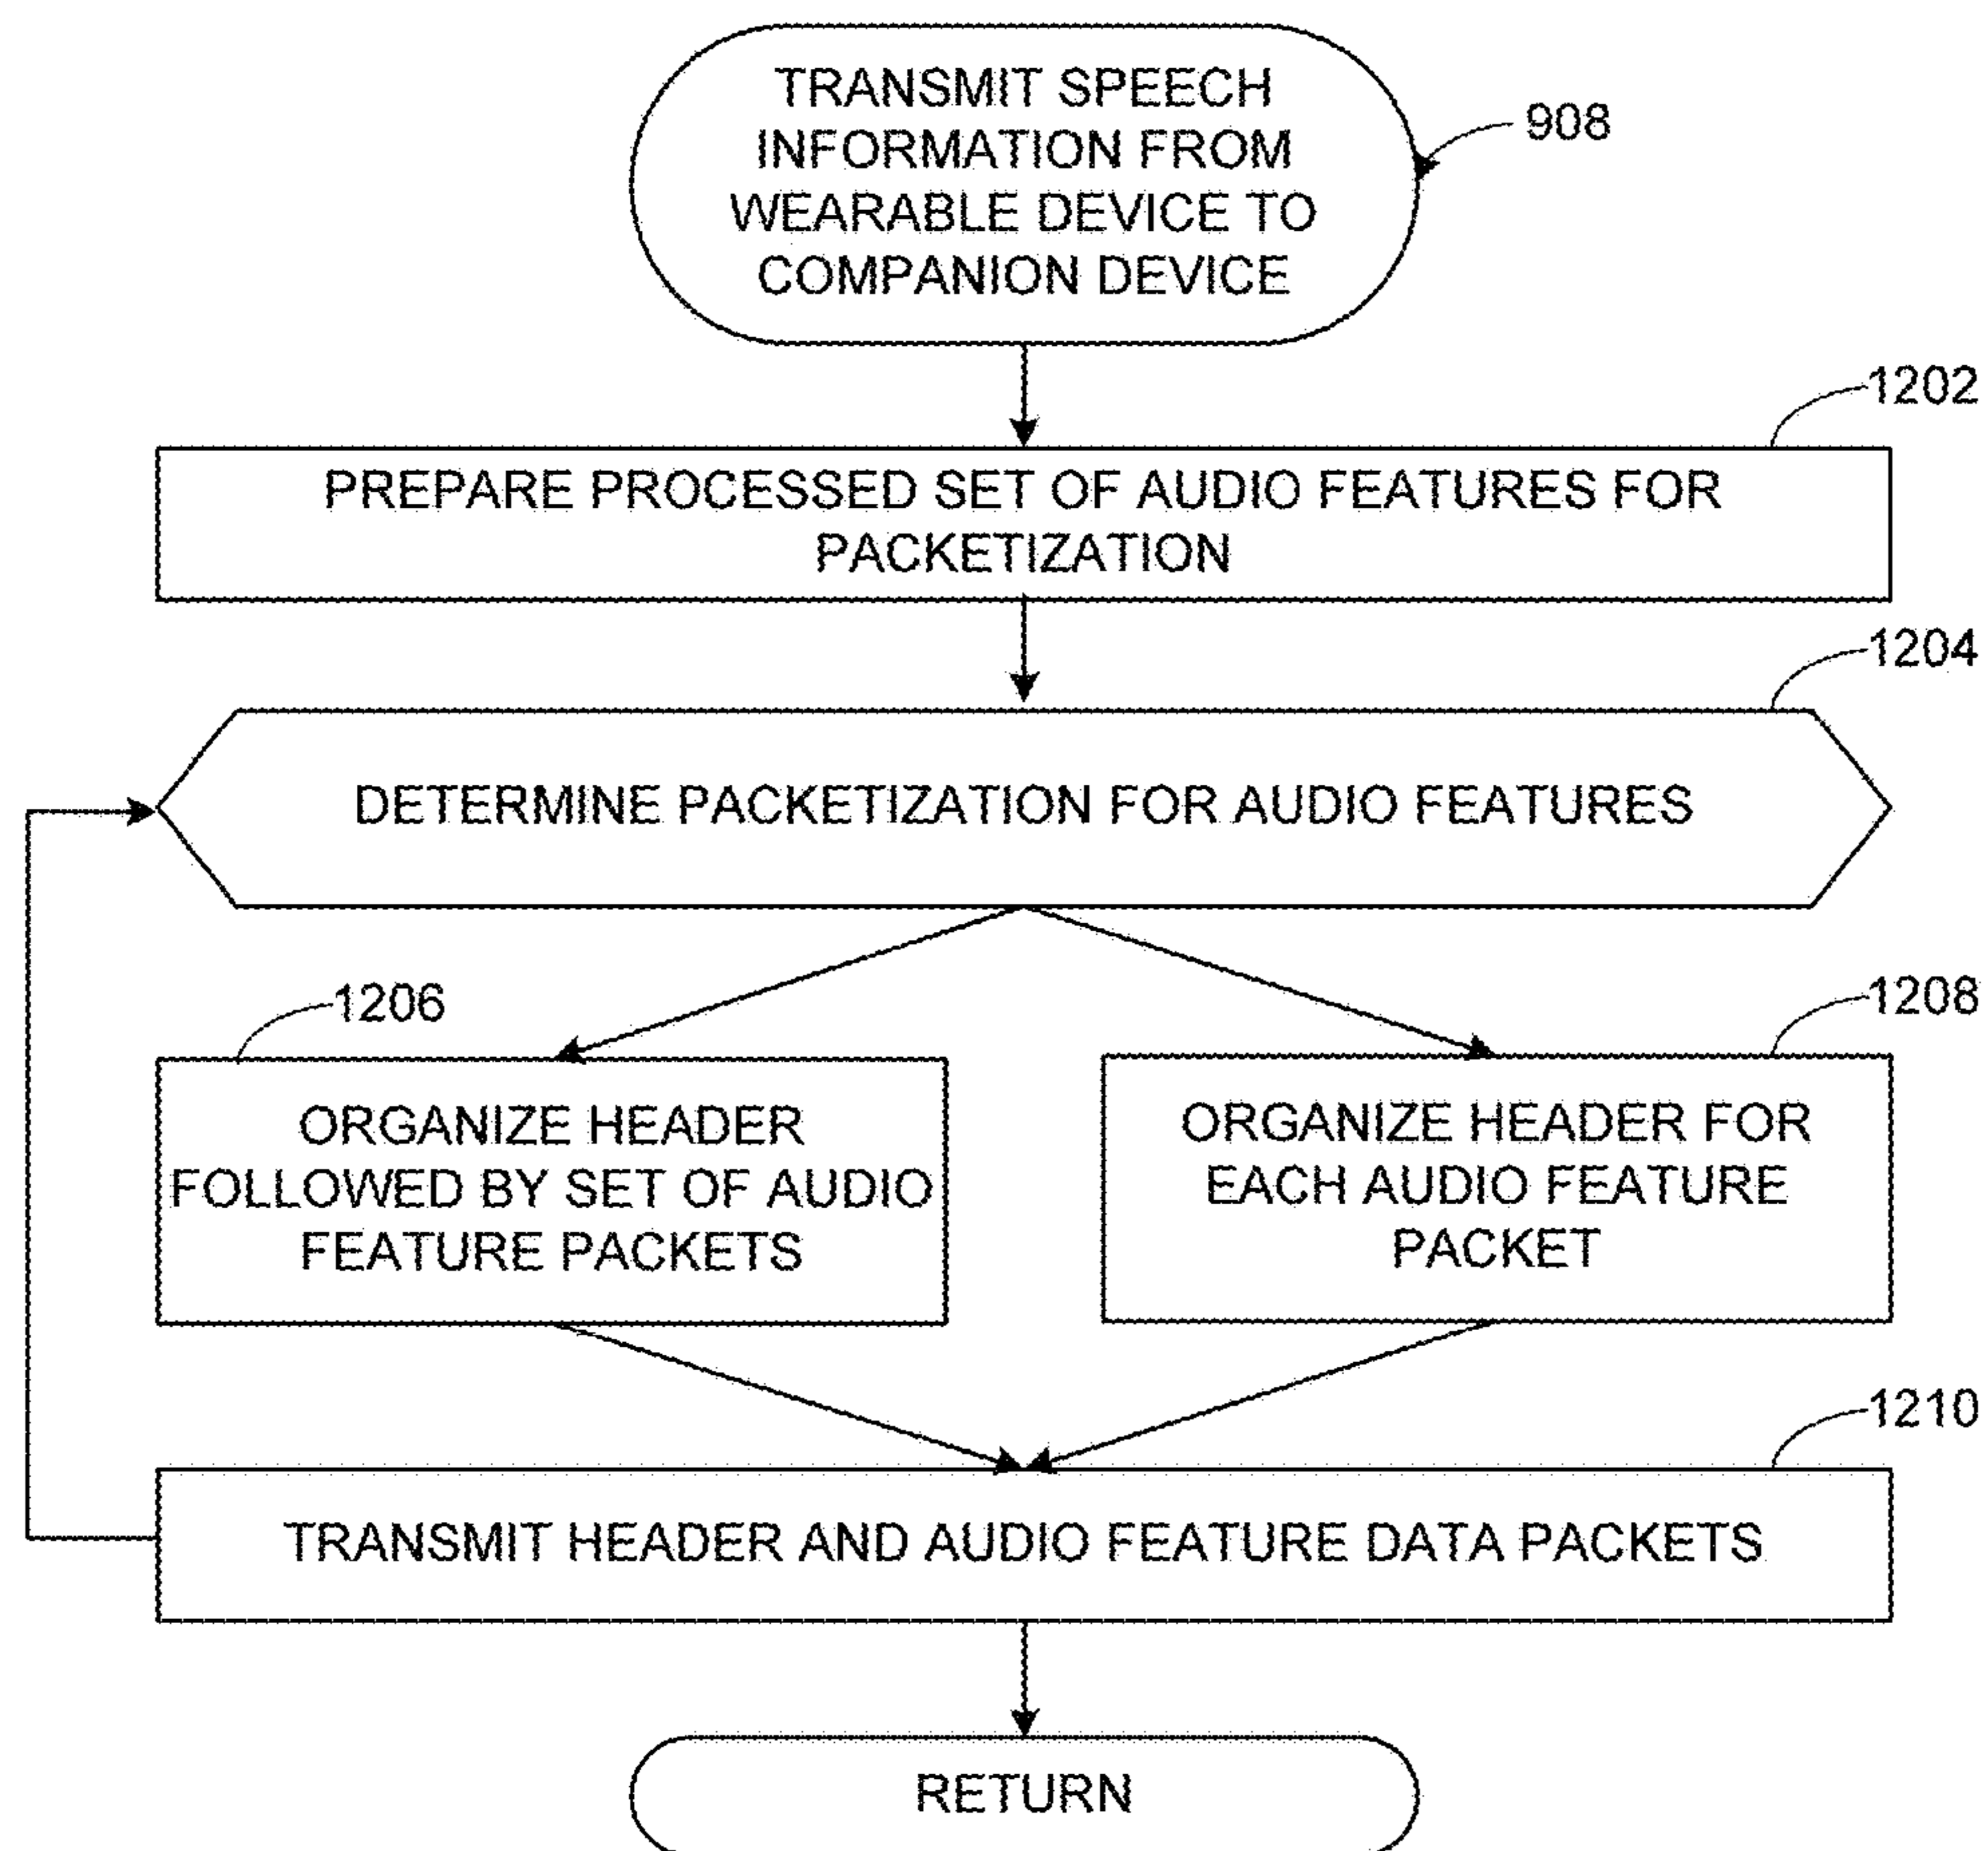 TRANSMIT SPEECH
INFORMATION FROM
WEARABLE DEVICE TO
COMPANION DEVICE
908
1202
PREPARE PROCESSED SET OF AUDIO FEATURES FOR
PACKETIZATION
1204
DETERMINE PACKETIZATION FOR AUDIO FEATURES
1206
ORGANIZE HEADER
FOLLOWED BY SET OF AUDIO
FEATURE PACKETS
1208
ORGANIZE HEADER FOR
EACH AUDIO FEATURE
PACKET
1210
TRANSMIT HEADER AND AUDIO FEATURE DATA PACKETS
RETURN